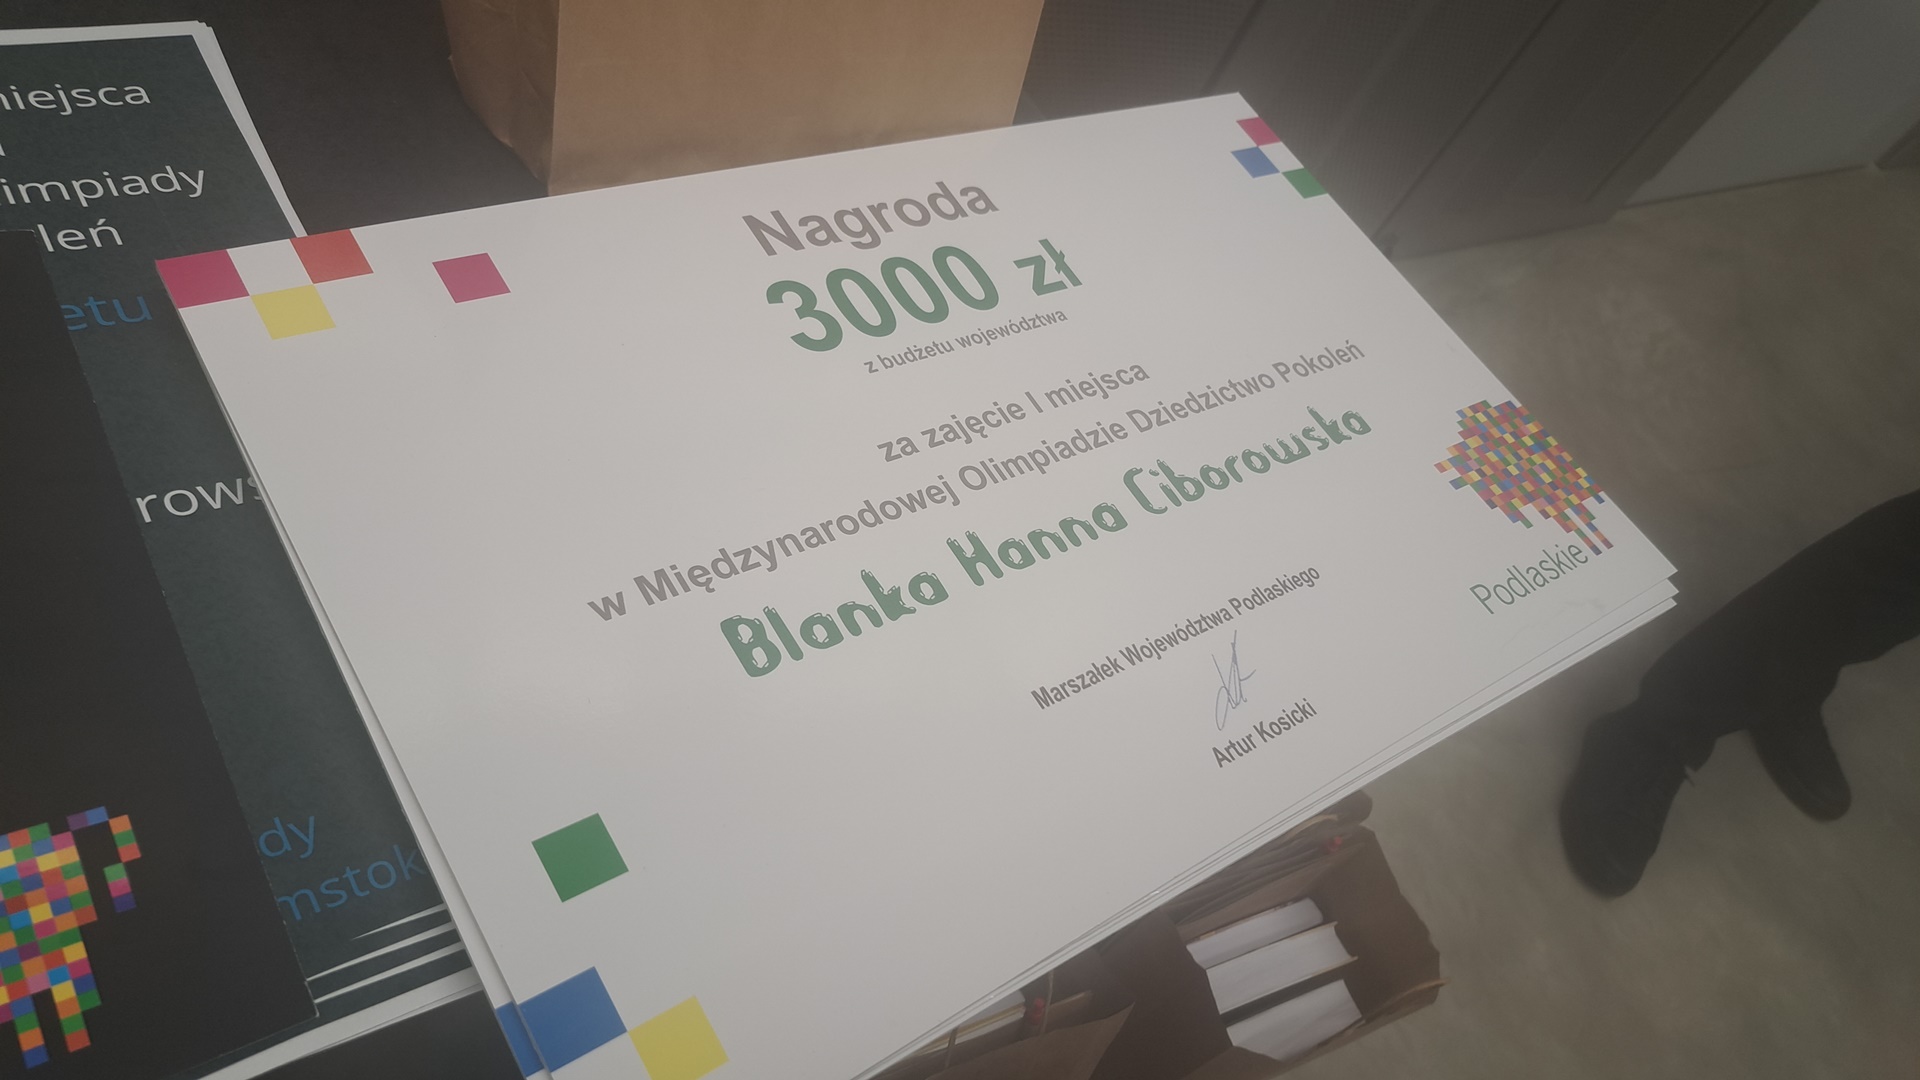 Nagroda
3000 zł
z budżetu województwa
za zajęcie I miejsca
w Międzynarodowej Olimpiadzie Dziedzictwo Pokoleń
Blanka Hanna Ciborowska
Marszałek Województwa Podlaskiego
Artur Kosicki
Podlaskie
miejsca
limpiady
leń
etu
rows
dy
mstok